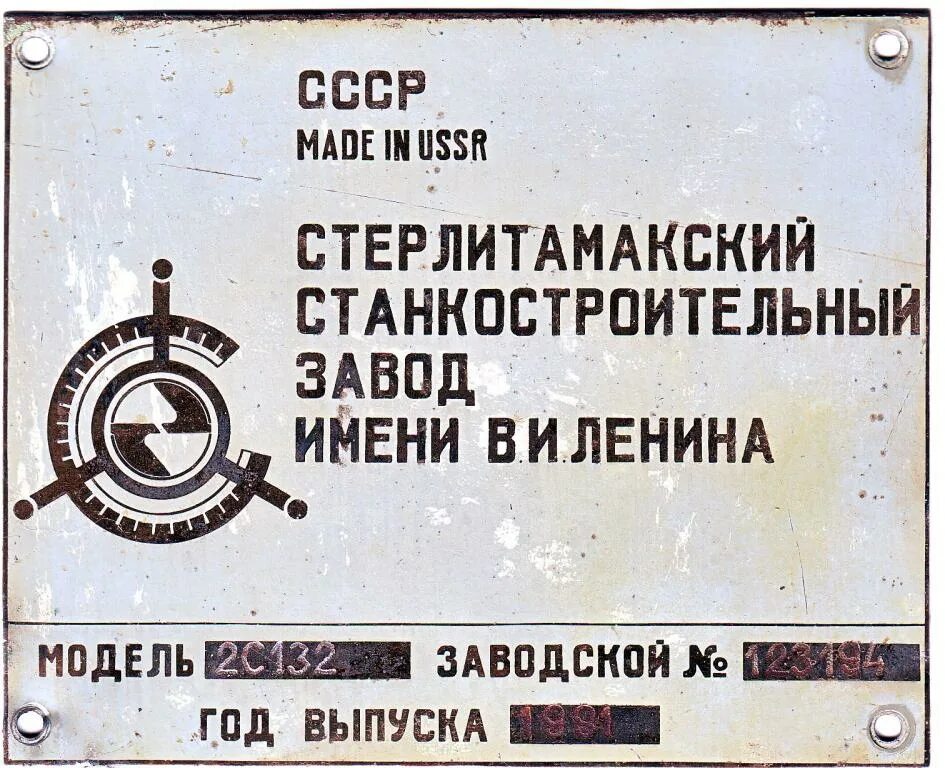 СССР
MADE IN USSR
СТЕРЛИТАМАКСКИЙ
СТАНКОСТРОИТЕЛЬНЫЙ
ЗАВОД
ИМЕНИ В.И.ЛЕНИНА
МОДЕЛЬ 2С132 ЗАВОДСКОЙ № 123194
ГОД ВЫПУСКА 1991